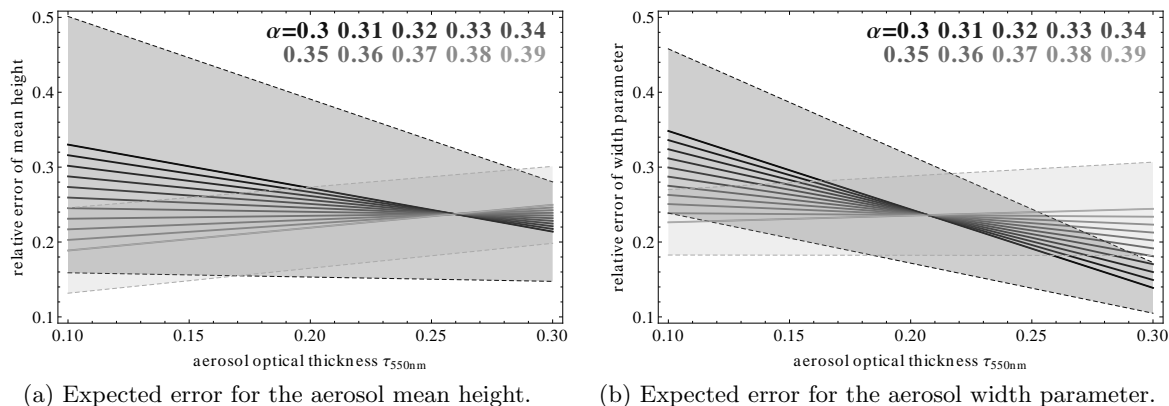 α=0.3 0.31 0.32 0.33 0.34
0.35 0.36 0.37 0.38 0.39
0.5
0.4
0.3
0.2
0.1
relative error of mean height
0.10 0.15 0.20 0.25 0.30
aerosol optical thickness τ550nm
(a) Expected error for the aerosol mean height.
α=0.3 0.31 0.32 0.33 0.34
0.35 0.36 0.37 0.38 0.39
0.5
0.4
0.3
0.2
0.1
relative error of width parameter
0.10 0.15 0.20 0.25 0.30
aerosol optical thickness τ550nm
(b) Expected error for the aerosol width parameter.